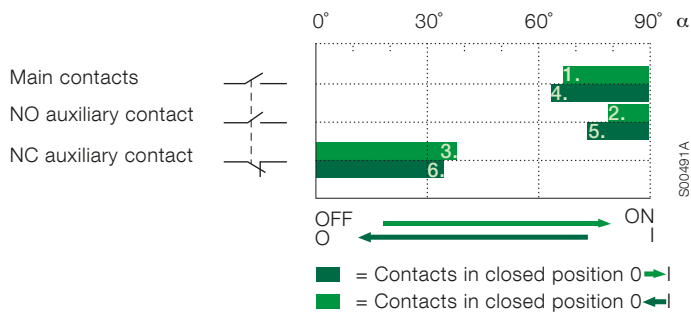 0° 30° 60° 90° α
Main contacts
1.
4.
NO auxiliary contact
2.
5.
NC auxiliary contact
3.
6.
S00491A
OFF ON
O I
= Contacts in closed position 0→I
= Contacts in closed position 0←I